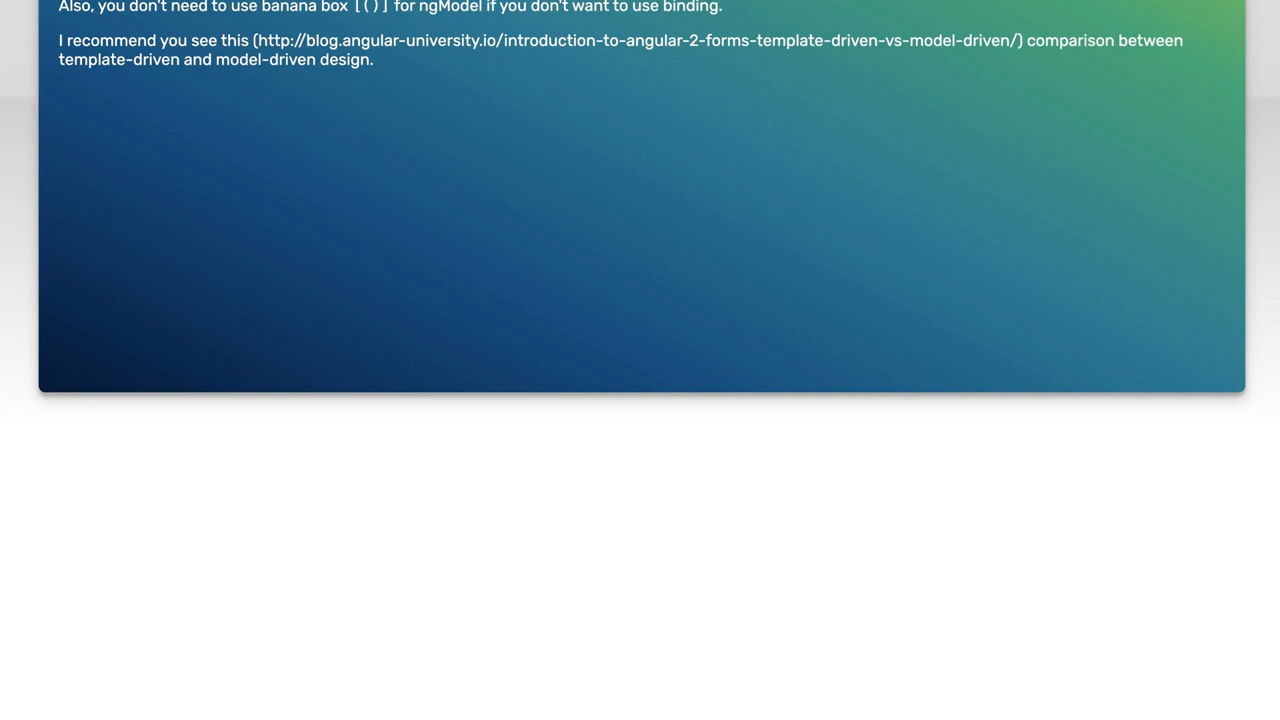 Also, you don't need to use banana box [()] for ngModel if you don't want to use binding.
I recommend you see this (http://blog.angular-university.io/introduction-to-angular-2-forms-template-driven-vs-model-driven/) comparison between
template-driven and model-driven design.